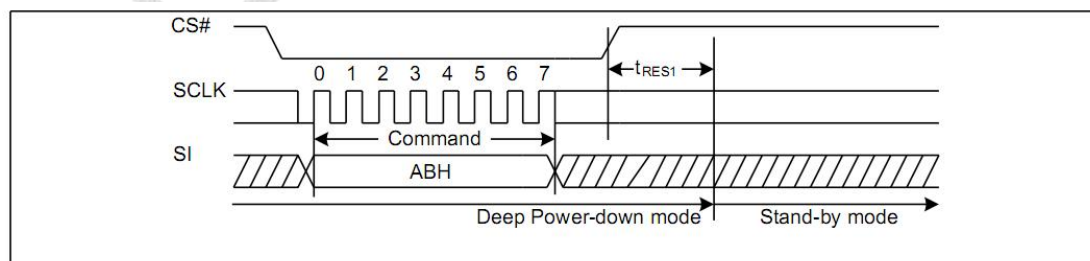 CS#
tRES1
0 1 2 3 4 5 6 7
SCLK
Command
SI
ABH
Deep Power-down mode Stand-by mode